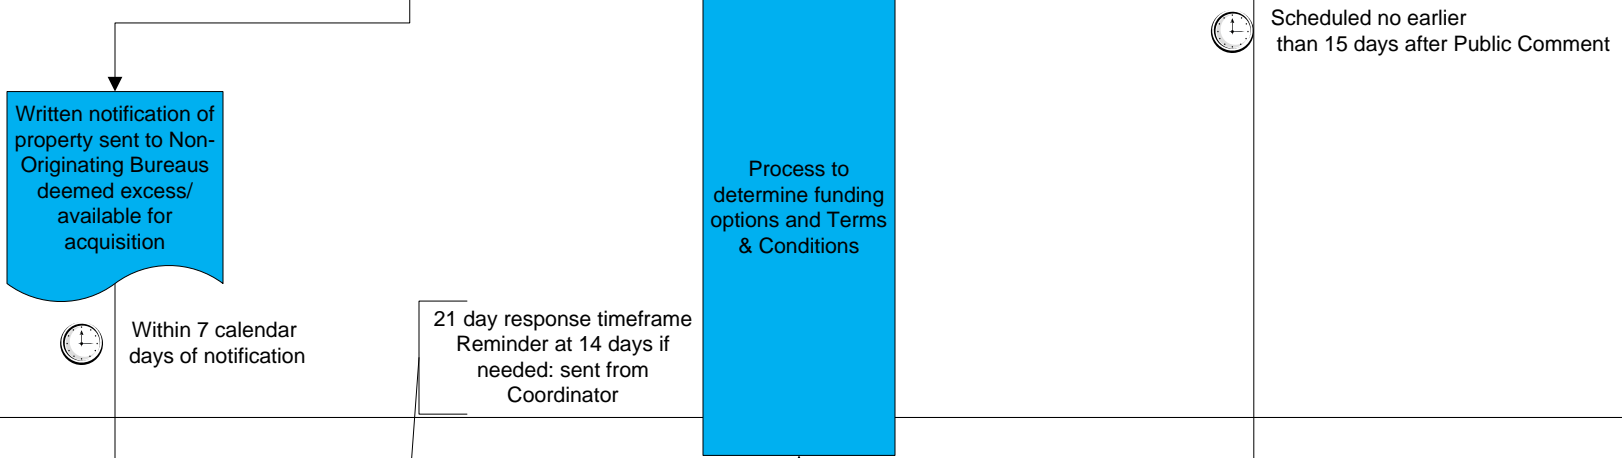 Scheduled no earlier
than 15 days after Public Comment
Written notification of
property sent to Non-
Originating Bureaus
deemed excess/
available for
acquisition
Process to
determine funding
options and Terms
& Conditions
Within 7 calendar
days of notification
21 day response timeframe
Reminder at 14 days if
needed: sent from
Coordinator